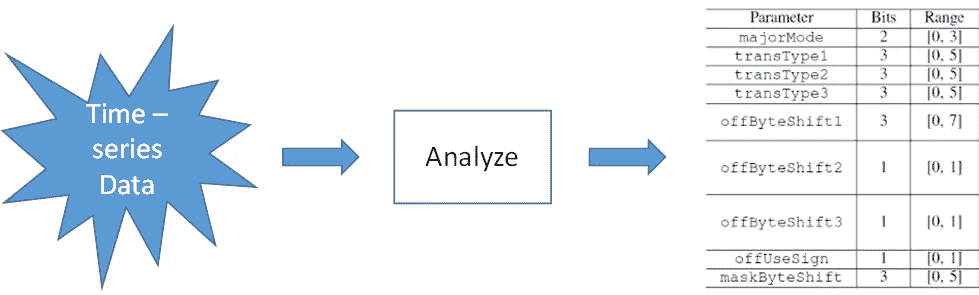 Time –
series
Data
Analyze
Parameter Bits Range
majorMode 2 [0, 3]
transType1 3 [0, 5]
transType2 3 [0, 5]
transType3 3 [0, 5]
offByteShift1 3 [0, 7]
offByteShift2 1 [0, 1]
offByteShift3 1 [0, 1]
offUseSign 1 [0, 1]
maskByteShift 3 [0, 5]